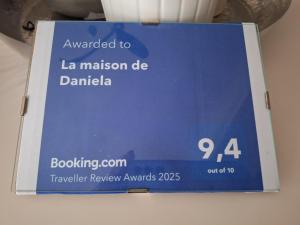 Awarded to
La maison de
Daniela
9,4
out of 10
Booking.com
Traveller Review Awards 2025